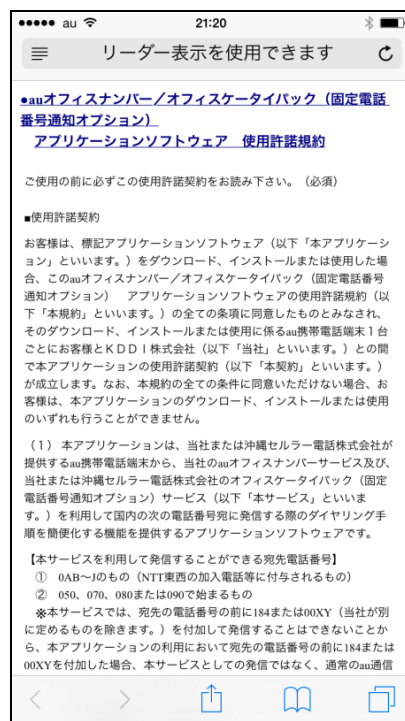 au 21:20
リーダー表示を使用できます
●auオフィスナンバー／オフィスケータイパック（固定電話
番号通知オプション）
アプリケーションソフトウェア　使用許諾規約
ご使用の前に必ずこの使用許諾契約をお読み下さい。（必須）
■使用許諾契約
お客様は、標記アプリケーションソフトウェア（以下「本アプリケーショ
ン」といいます。）をダウンロード、インストールまたは使用した場
合、このauオフィスナンバー／オフィスケータイパック（固定電話番号
通知オプション）　アプリケーションソフトウェアの使用許諾規約（以
下「本規約」といいます。）の全ての条項に同意したものとみなされ、
そのダウンロード、インストールまたは使用に係るau携帯電話端末１台
ごとにお客様とＫＤＤＩ株式会社（以下「当社」といいます。）との間
で本アプリケーションの使用許諾契約（以下「本契約」といいます。）
が成立します。なお、本規約の全ての条件に同意いただけない場合、お
客様は、本アプリケーションのダウンロード、インストールまたは使用
のいずれも行うことができません。
（１）本アプリケーションは、当社または沖縄セルラー電話株式会社が
提供するau携帯電話端末から、当社のauオフィスナンバーサービス及び、
当社または沖縄セルラー電話株式会社のオフィスケータイパック（固定
電話番号通知オプション）サービス（以下「本サービス」といいま
す。）を利用して国内の次の電話番号宛に発信する際のダイヤリング手
順を簡便化する機能を提供するアプリケーションソフトウェアです。
【本サービスを利用して発信することができる宛先電話番号】
①　0AB～Jのもの（NTT東西の加入電話等に付与されるもの）
②　050、070、080または090で始まるもの
※本サービスでは、宛先の電話番号の前に184または00XY（当社が別
に定めるものを除きます。）を付加して発信することはできないことか
ら、本アプリケーションの利用において宛先の電話番号の前に184または
00XYを付加した場合、本サービスとしての発信ではなく、通常のau通信